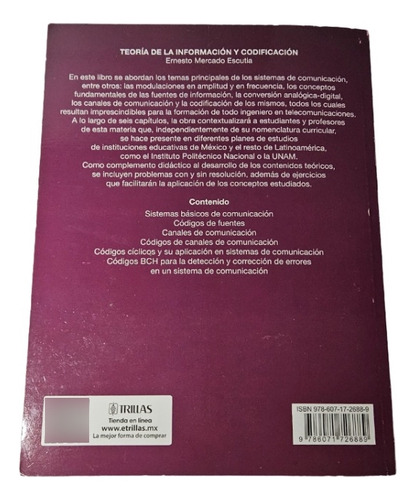 TEORÍA DE LA INFORMACIÓN Y CODIFICACIÓN
Ernesto Mercado Escutia
En este libro se abordan los temas principales de los sistemas de comunicación,
entre otros: las modulaciones en amplitud y en frecuencia, los conceptos
fundamentales de las fuentes de información, la conversión analógica-digital,
los canales de comunicación y la codificación de los mismos, todos los cuales
resultan imprescindibles para la formación de todo ingeniero en telecomunicaciones.
A lo largo de seis capítulos, la obra contextualizará a estudiantes y profesores
de esta materia que, independientemente de su nomenclatura curricular,
se hace presente en diferentes planes de estudios
de instituciones educativas de México y el resto de Latinoamérica,
como el Instituto Politécnico Nacional o la UNAM.
Como complemento didáctico al desarrollo de los contenidos teóricos,
se incluyen problemas con y sin resolución, además de ejercicios
que facilitarán la aplicación de los conceptos estudiados.
Contenido
Sistemas básicos de comunicación
Códigos de fuentes
Canales de comunicación
Códigos de canales de comunicación
Códigos cíclicos y su aplicación en sistemas de comunicación
Códigos BCH para la detección y corrección de errores
en un sistema de comunicación
TRILLAS
Tienda en línea
www.etrillas.mx
La mejor forma de comprar
ISBN 978-607-17-2688-9
9 786071 726889